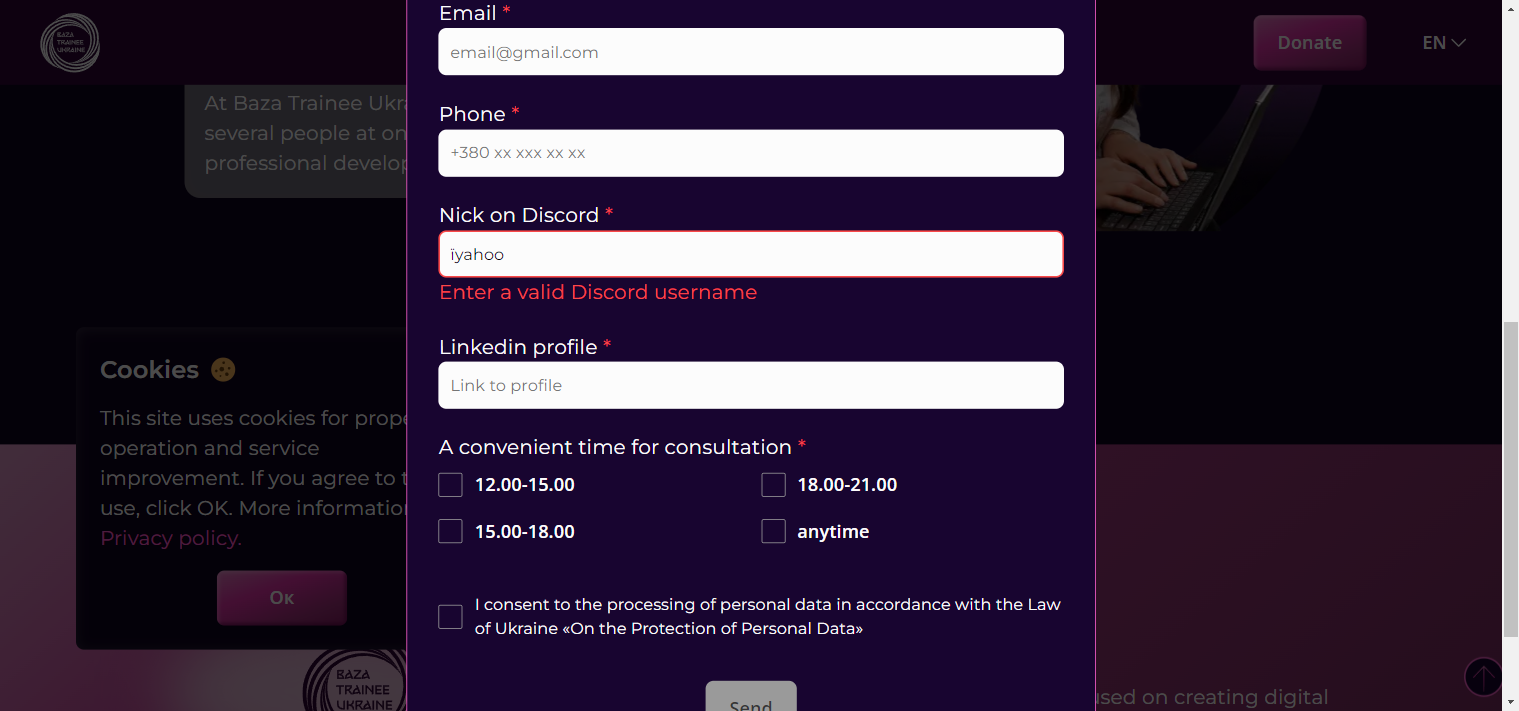 BAZA
TRAINEE
UKRAINE
Donate
EN
At Baza Trainee Ukra
several people at on
professional develop
Email *
email@gmail.com
Phone *
+380 xx xxx xx xx
Nick on Discord *
їyahoo
Enter a valid Discord username
Linkedin profile *
Link to profile
A convenient time for consultation *
12.00-15.00
18.00-21.00
15.00-18.00
anytime
I consent to the processing of personal data in accordance with the Law
of Ukraine «On the Protection of Personal Data»
Send
Cookies
This site uses cookies for prope
operation and service
improvement. If you agree to t
use, click OK. More information
Privacy policy.
Ок
BAZA
TRAINEE
UKRAINE
used on creating digital